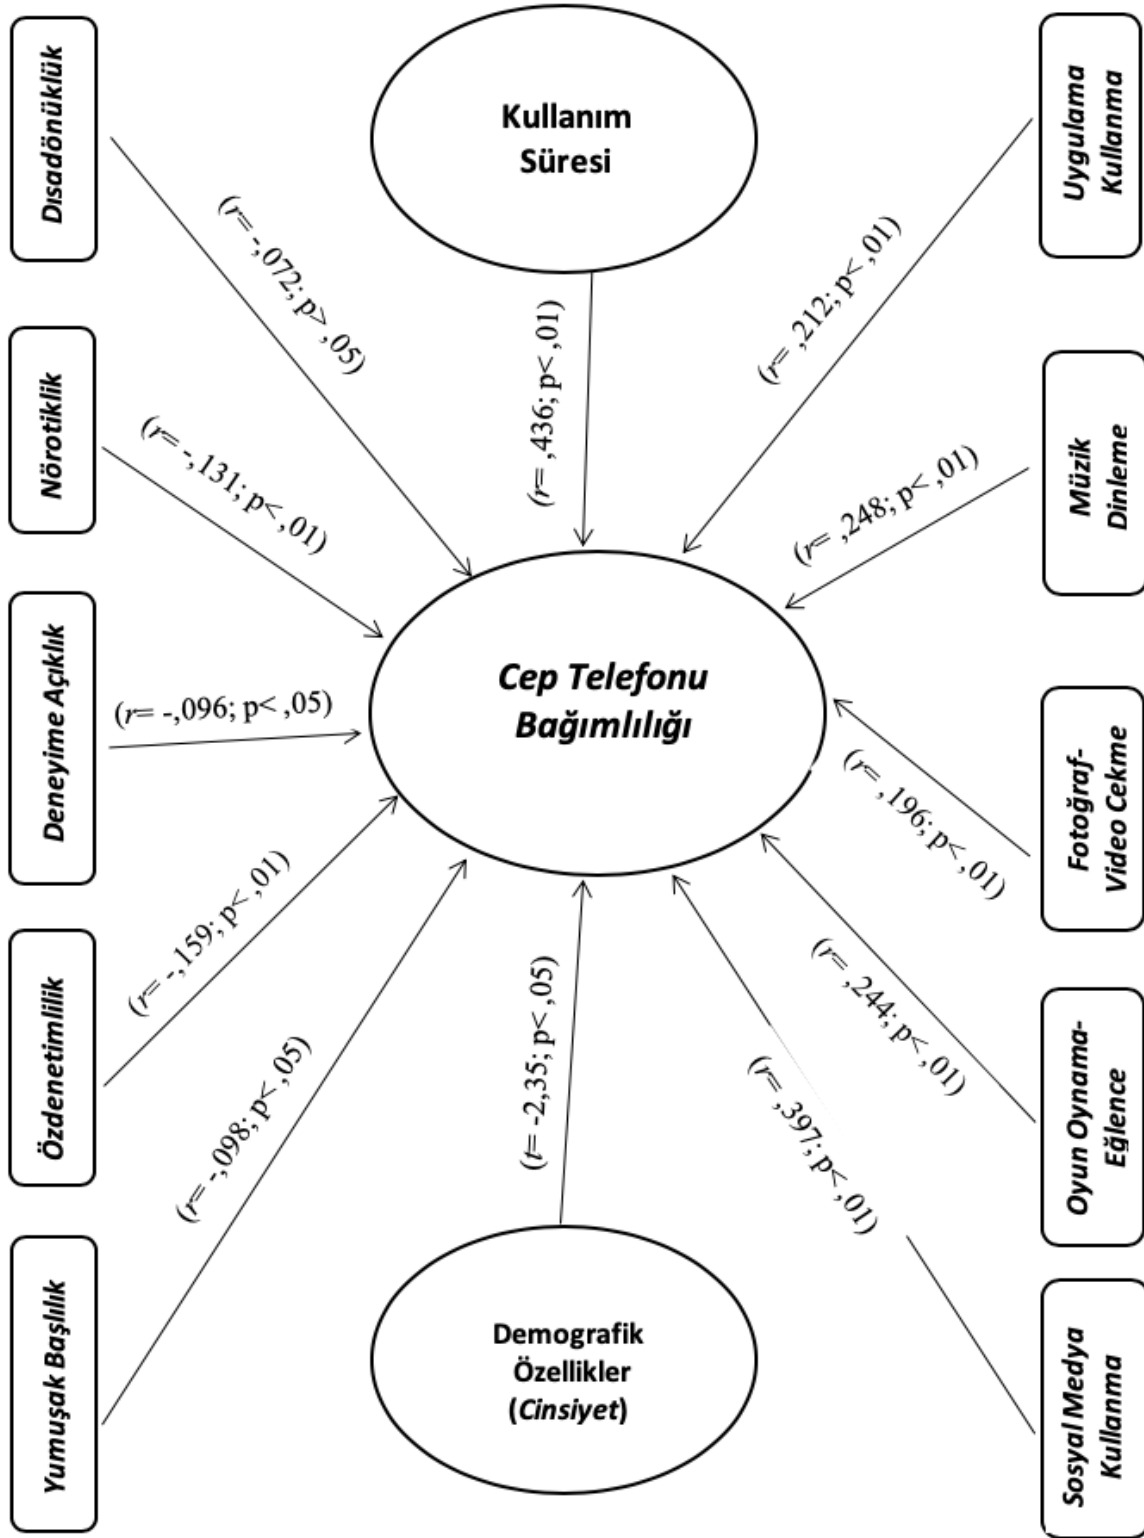 Dısadönüklük
(r= -,072; p>,05)
Nörotiklik
(r= -,131; p<,01)
Deneyime Açıklık
(r= -,096; p<,05)
Özdenetimlilik
(r= -,159; p<,01)
Yumuşak Başlılık
(r= -,098; p<,05)
Kullanım
Süresi
(r= ,436; p<,01)
Cep Telefonu
Bağımlılığı
(t= -2,35; p<,05)
Demografik
Özellikler
(Cinsiyet)
Uygulama
Kullanma
(r= ,212; p<,01)
Müzik
Dinleme
(r= ,248; p<,01)
Fotoğraf-
Video Cekme
(r= ,196; p<,01)
Oyun Oynama-
Eğlence
(r= ,244; p<,01)
Sosyal Medya
Kullanma
(r= ,397; p<,01)